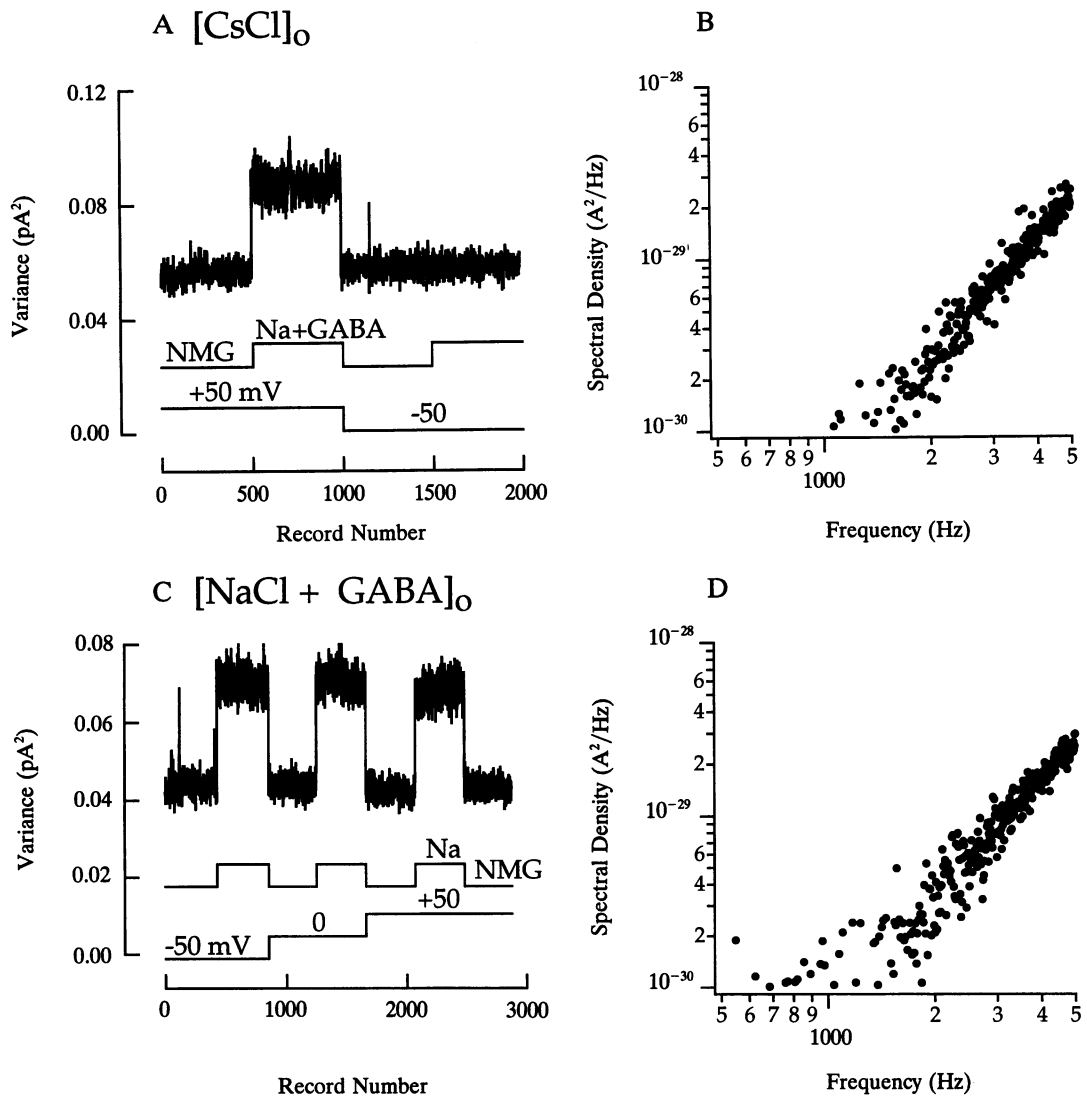 A [CsCl]o
0.12
0.08
0.04
0.00
Variance (pA²)
Na+GABA
NMG
+50 mV
-50
0 500 1000 1500 2000
Record Number
B
10⁻²⁸
6
4
2
10⁻²⁹
6
4
2
10⁻³⁰
Spectral Density (A²/Hz)
5 6 7 8 9 2 3 4 5
1000
Frequency (Hz)
C [NaCl + GABA]o
0.08
0.06
0.04
0.02
0.00
Variance (pA²)
Na
NMG
+50
0
-50 mV
0 1000 2000 3000
Record Number
D
10⁻²⁸
6
4
2
10⁻²⁹
6
4
2
10⁻³⁰
Spectral Density (A²/Hz)
5 6 7 8 9 2 3 4 5
1000
Frequency (Hz)